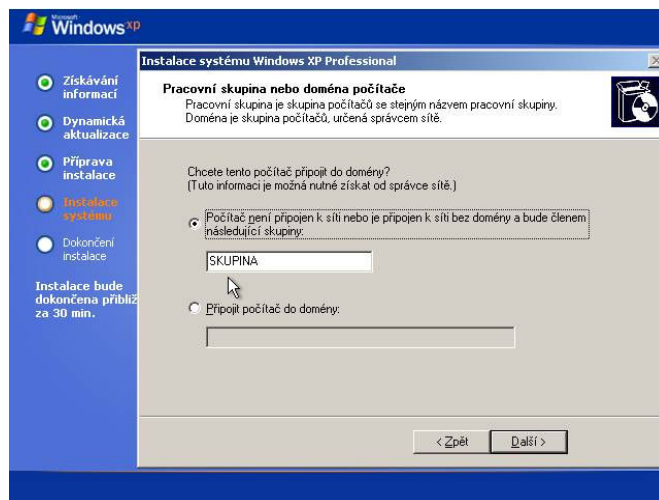 Microsoft
Windows xp
Instalace systému Windows XP Professional
Získávání
informací
Dynamická
aktualizace
Příprava
instalace
Instalace
systému
Dokončení
instalace
Instalace bude
dokončena přibliž
za 30 min.
Pracovní skupina nebo doména počítače
Pracovní skupina je skupina počítačů se stejným názvem pracovní skupiny.
Doména je skupina počítačů, určená správcem sítě.
Chcete tento počítač připojit do domény?
(Tuto informaci je možná nutné získat od správce sítě.)
Počítač není připojen k síti nebo je připojen k síti bez domény a bude členem
následující skupiny:
SKUPINA
Připojit počítač do domény:
< Zpět
Další >